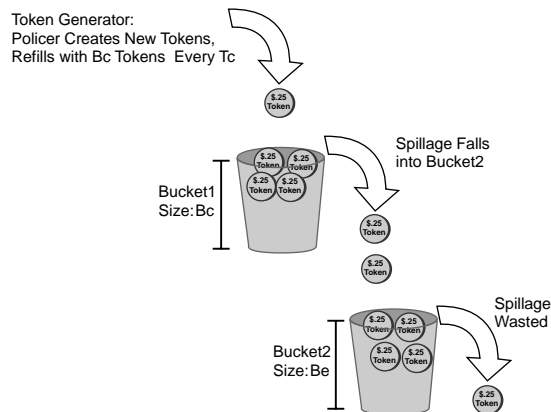 Token Generator:
Policer Creates New Tokens,
Refills with Bc Tokens Every Tc
$.25
Token
$.25
Token
$.25
Token
$.25
Token
$.25
Token
Spillage Falls
into Bucket2
Bucket1
Size:Bc
$.25
Token
$.25
Token
$.25
Token
$.25
Token
$.25
Token
$.25
Token
Spillage
Wasted
Bucket2
Size:Be
$.25
Token